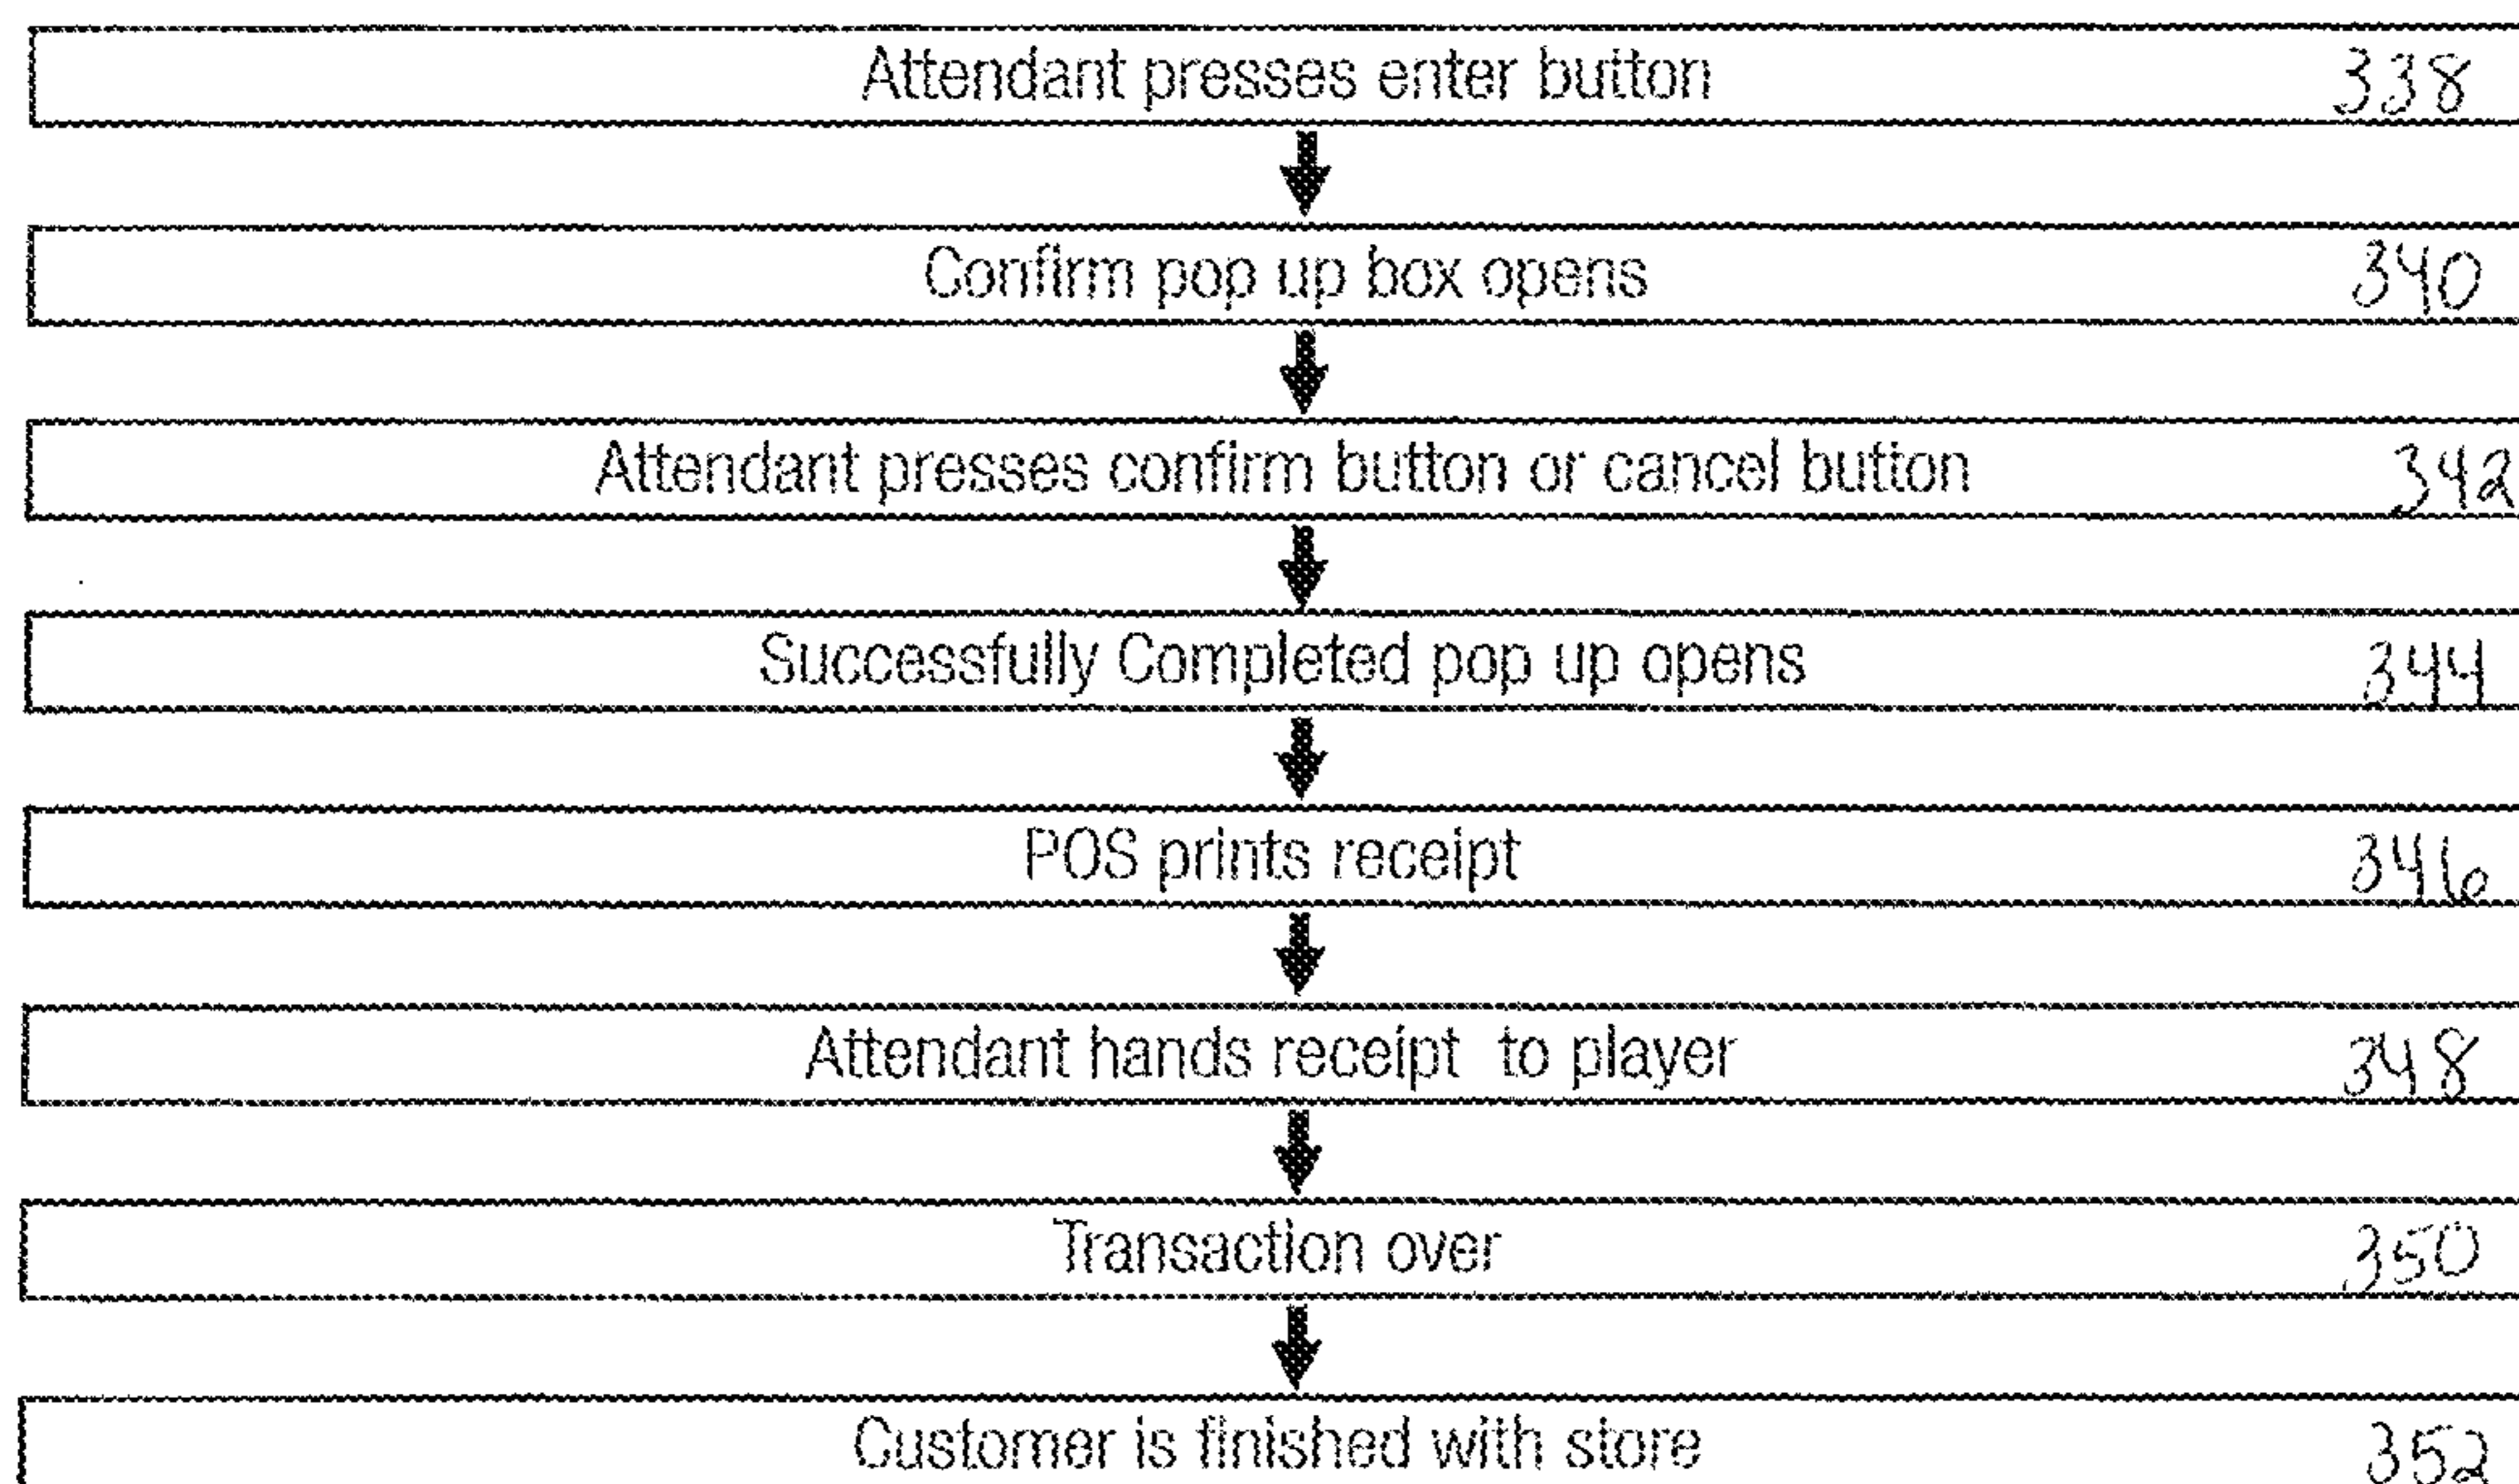 Attendant presses enter button 338
Confirm pop up box opens 340
Attendant presses confirm button or cancel button 342
Successfully Completed pop up opens 344
POS prints receipt 346
Attendant hands receipt to player 348
Transaction over 350
Customer is finished with store 352